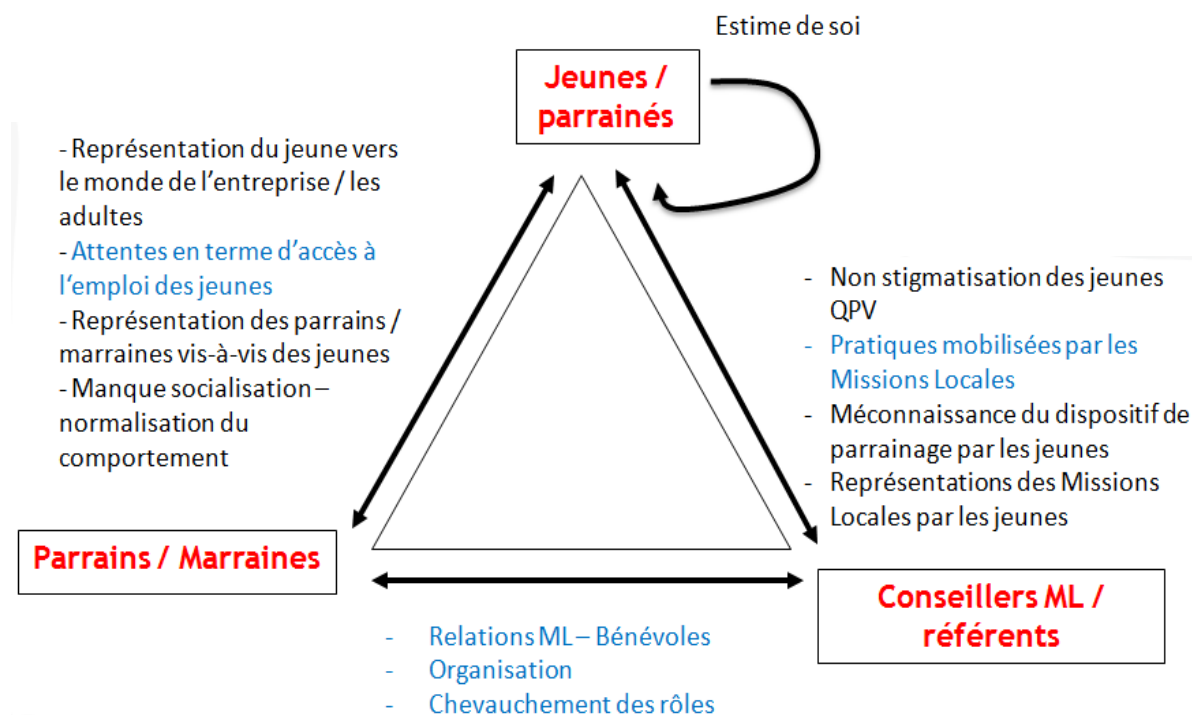 Estime de soi
Jeunes /
parrainés
- Représentation du jeune vers
le monde de l'entreprise / les
adultes
- Attentes en terme d'accès à
l'emploi des jeunes
- Représentation des parrains /
marraines vis-à-vis des jeunes
- Manque socialisation –
normalisation du
comportement
- Non stigmatisation des jeunes
QPV
- Pratiques mobilisées par les
Missions Locales
- Méconnaissance du dispositif de
parrainage par les jeunes
- Représentations des Missions
Locales par les jeunes
Parrains / Marraines
Conseillers ML /
référents
- Relations ML – Bénévoles
- Organisation
- Chevauchement des rôles